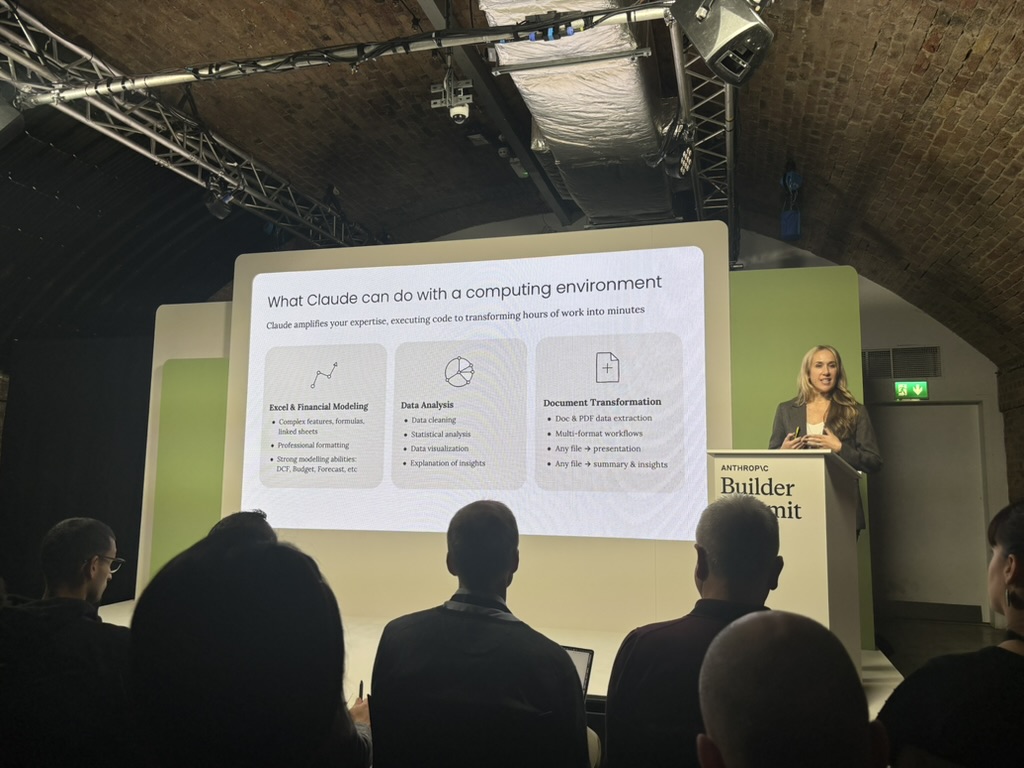 What Claude can do with a computing environment
Claude amplifies your expertise, executing code to transforming hours of work into minutes
Excel & Financial Modeling
• Complex features, formulas,
linked sheets
• Professional formatting
• Strong modelling abilities:
DCF, Budget, Forecast, etc
Data Analysis
• Data cleaning
• Statistical analysis
• Data visualization
• Explanation of insights
Document Transformation
• Doc & PDF data extraction
• Multi-format workflows
• Any file → presentation
• Any file → summary & insights
ANTHROP\C
Builder
mit